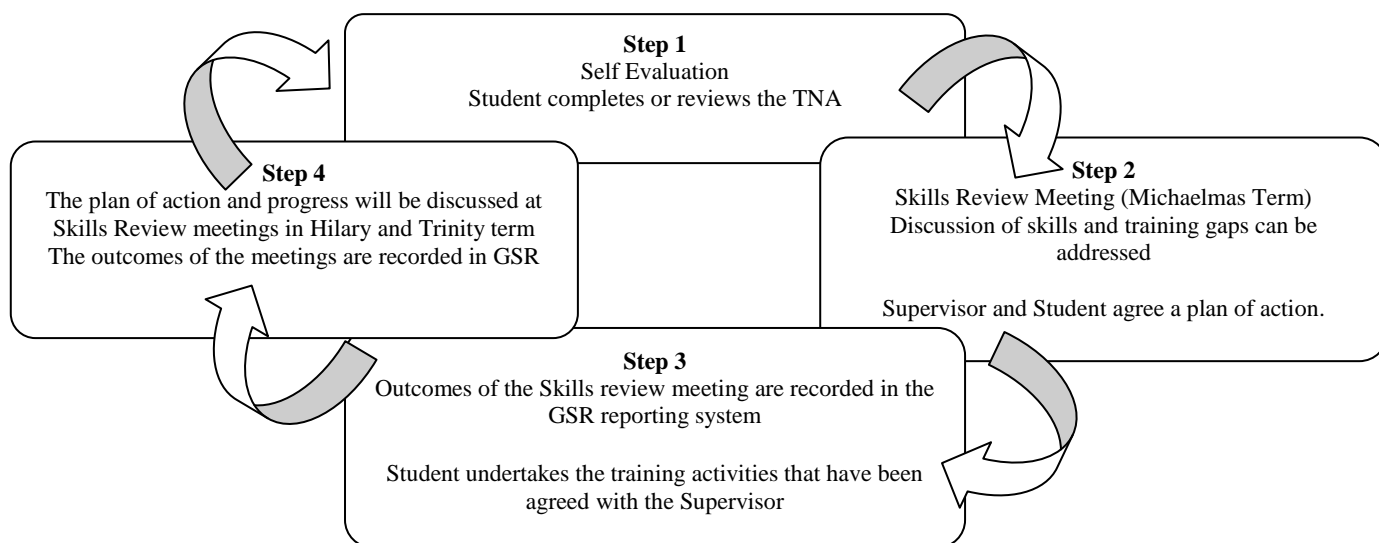 Step 1
Self Evaluation
Student completes or reviews the TNA
Step 2
Skills Review Meeting (Michaelmas Term)
Discussion of skills and training gaps can be
addressed
Supervisor and Student agree a plan of action.
Step 3
Outcomes of the Skills review meeting are recorded in the
GSR reporting system
Student undertakes the training activities that have been
agreed with the Supervisor
Step 4
The plan of action and progress will be discussed at
Skills Review meetings in Hilary and Trinity term
The outcomes of the meetings are recorded in GSR